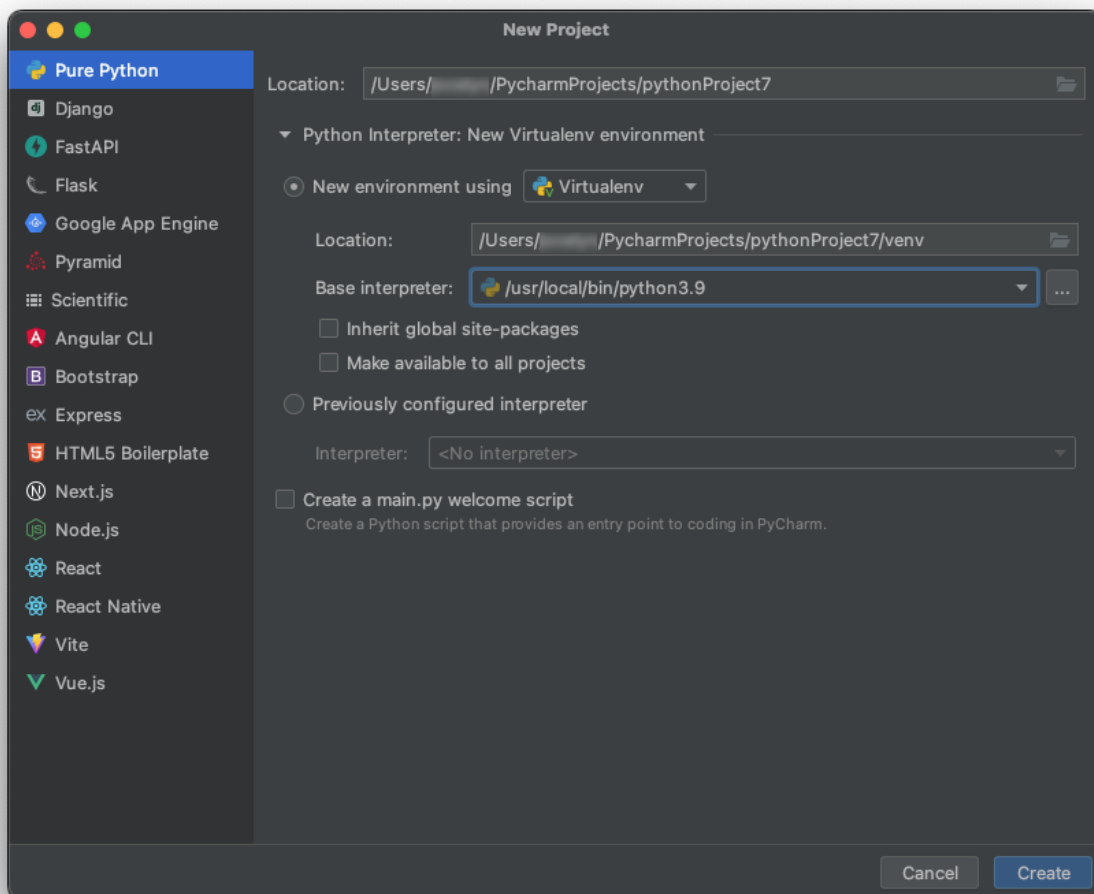 New Project
Pure Python
Django
FastAPI
Flask
Google App Engine
Pyramid
Scientific
Angular CLI
Bootstrap
ex Express
HTML5 Boilerplate
Next.js
Node.js
React
React Native
Vite
Vue.js
Location: /Users/ /PycharmProjects/pythonProject7
Python Interpreter: New Virtualenv environment
New environment using Virtualenv
Location: /Users/ /PycharmProjects/pythonProject7/venv
Base interpreter: /usr/local/bin/python3.9 ...
Inherit global site-packages
Make available to all projects
Previously configured interpreter
Interpreter: <No interpreter>
Create a main.py welcome script
Create a Python script that provides an entry point to coding in PyCharm.
Cancel Create